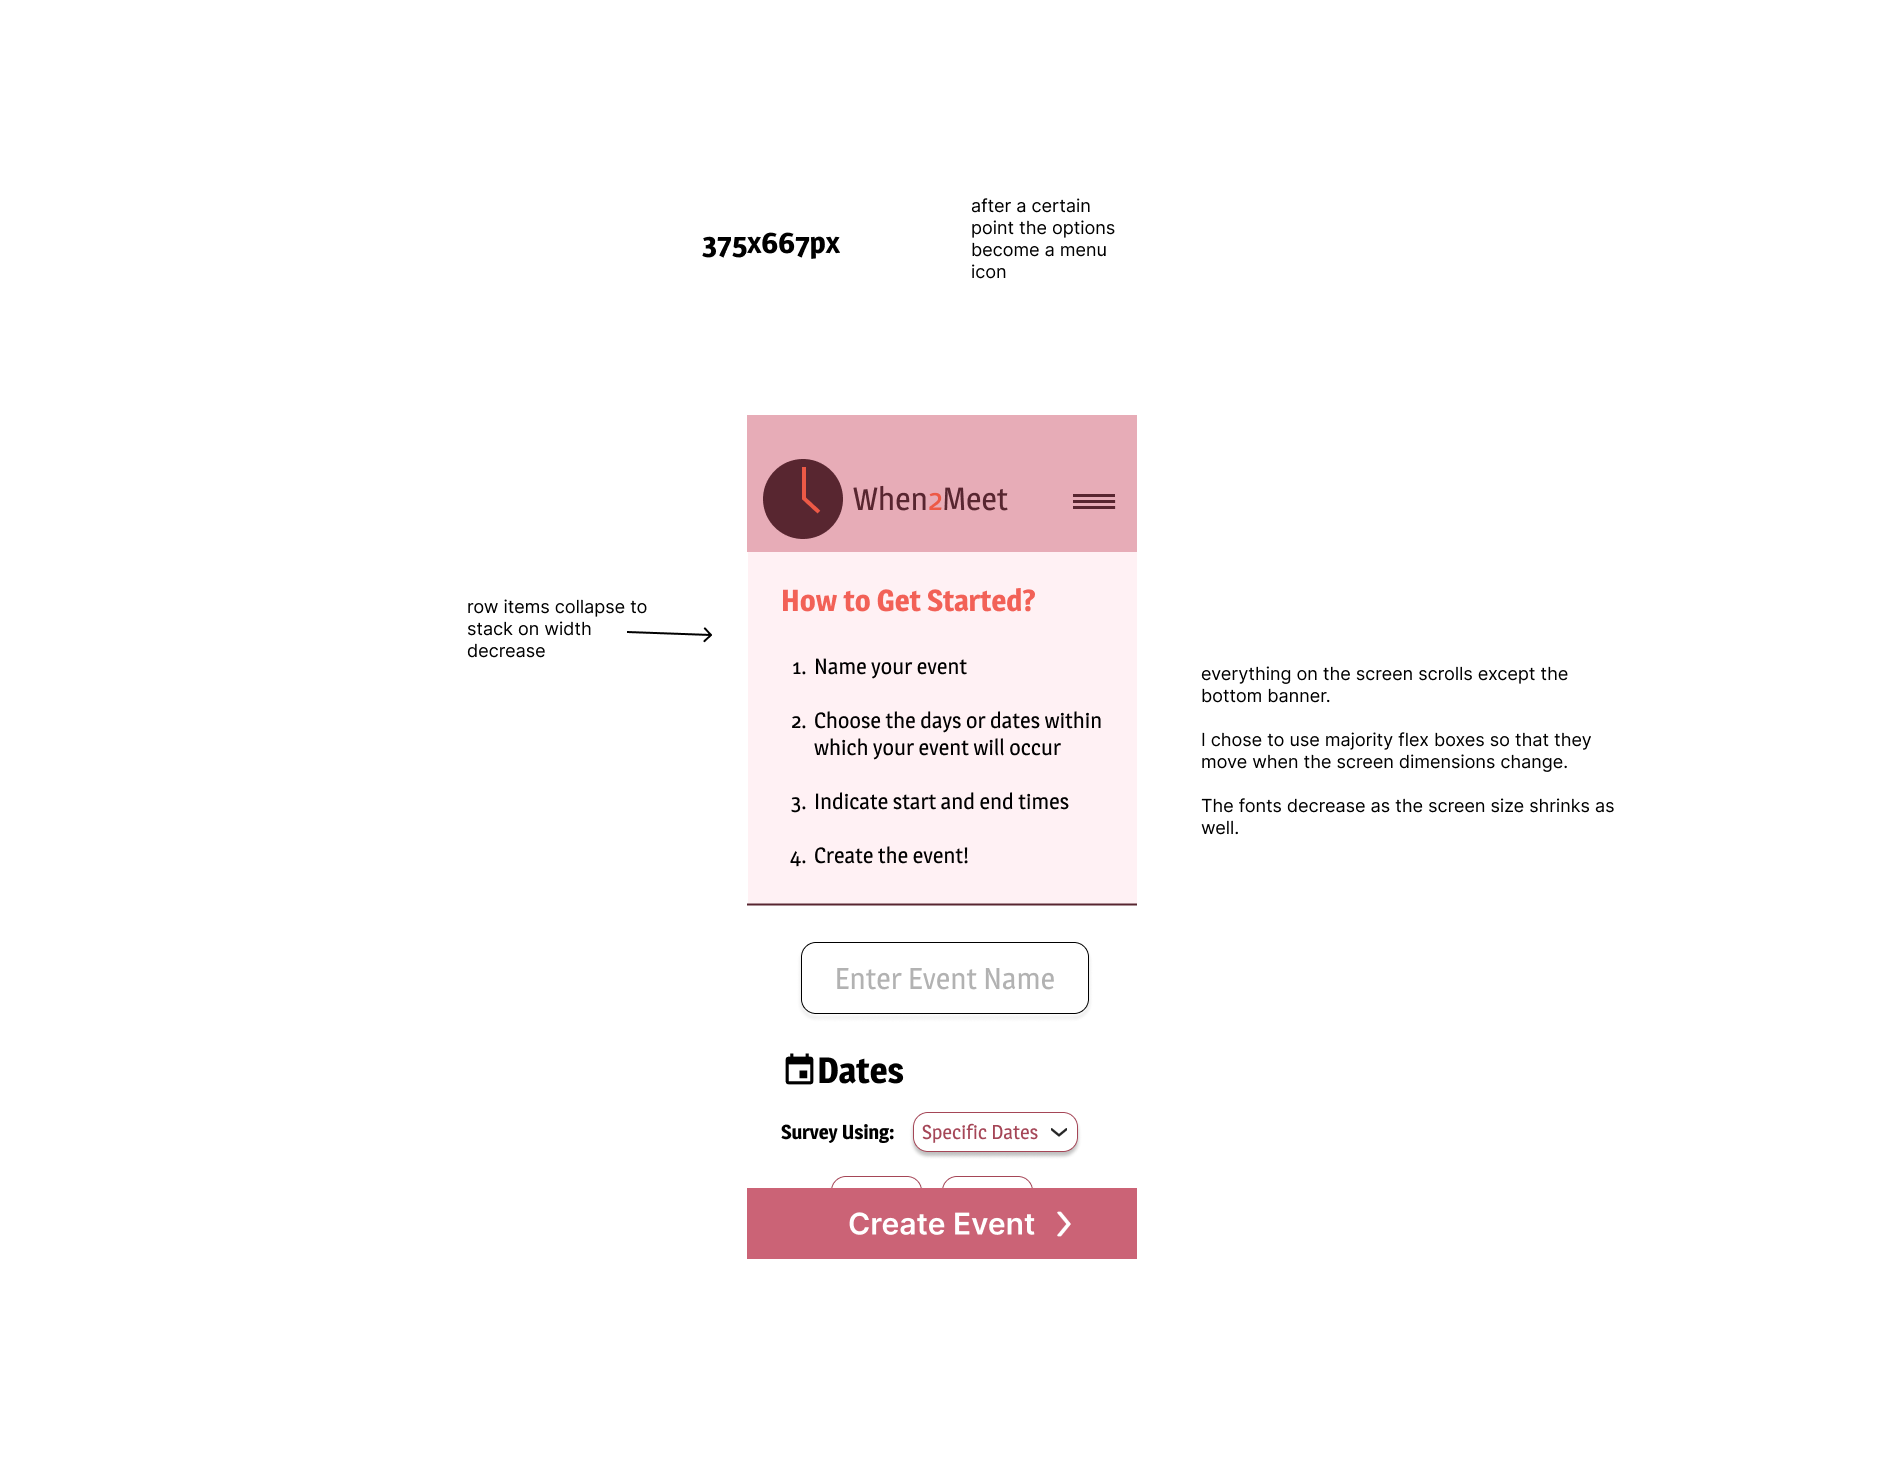 375x667px
after a certain
point the options
become a menu
icon
When2Meet
row items collapse to
stack on width
decrease
How to Get Started?
1. Name your event
2. Choose the days or dates within
which your event will occur
3. Indicate start and end times
4. Create the event!
everything on the screen scrolls except the
bottom banner.
I chose to use majority flex boxes so that they
move when the screen dimensions change.
The fonts decrease as the screen size shrinks as
well.
Enter Event Name
Dates
Survey Using: Specific Dates
Create Event